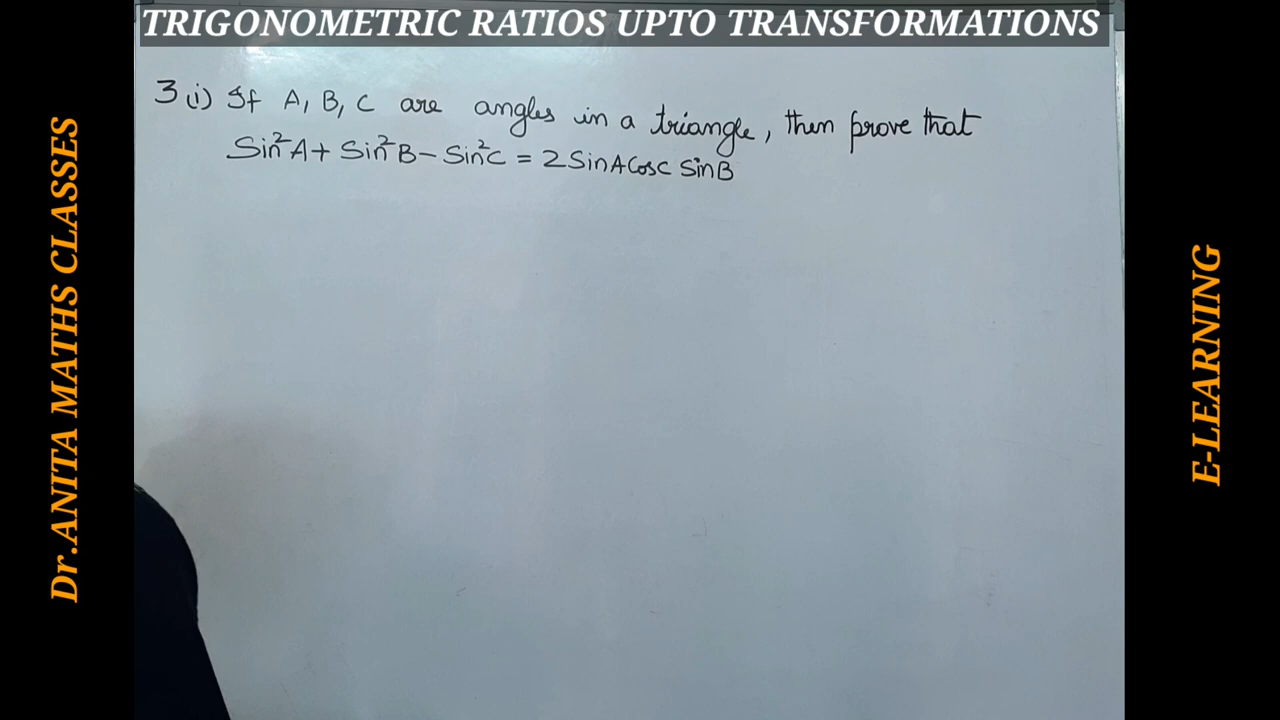 TRIGONOMETRIC RATIOS UPTO TRANSFORMATIONS
Dr.ANITA MATHS CLASSES
3(i) If A, B, C are angles in a triangle, then prove that
Sin²A + Sin²B − Sin²C = 2 SinA CosC SinB
E-LEARNING